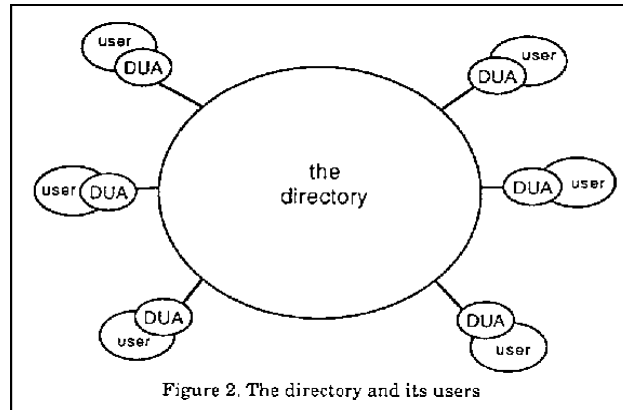 user
DUA
DUA
user
the
directory
user
DUA
DUA
user
DUA
user
DUA
user
Figure 2. The directory and its users